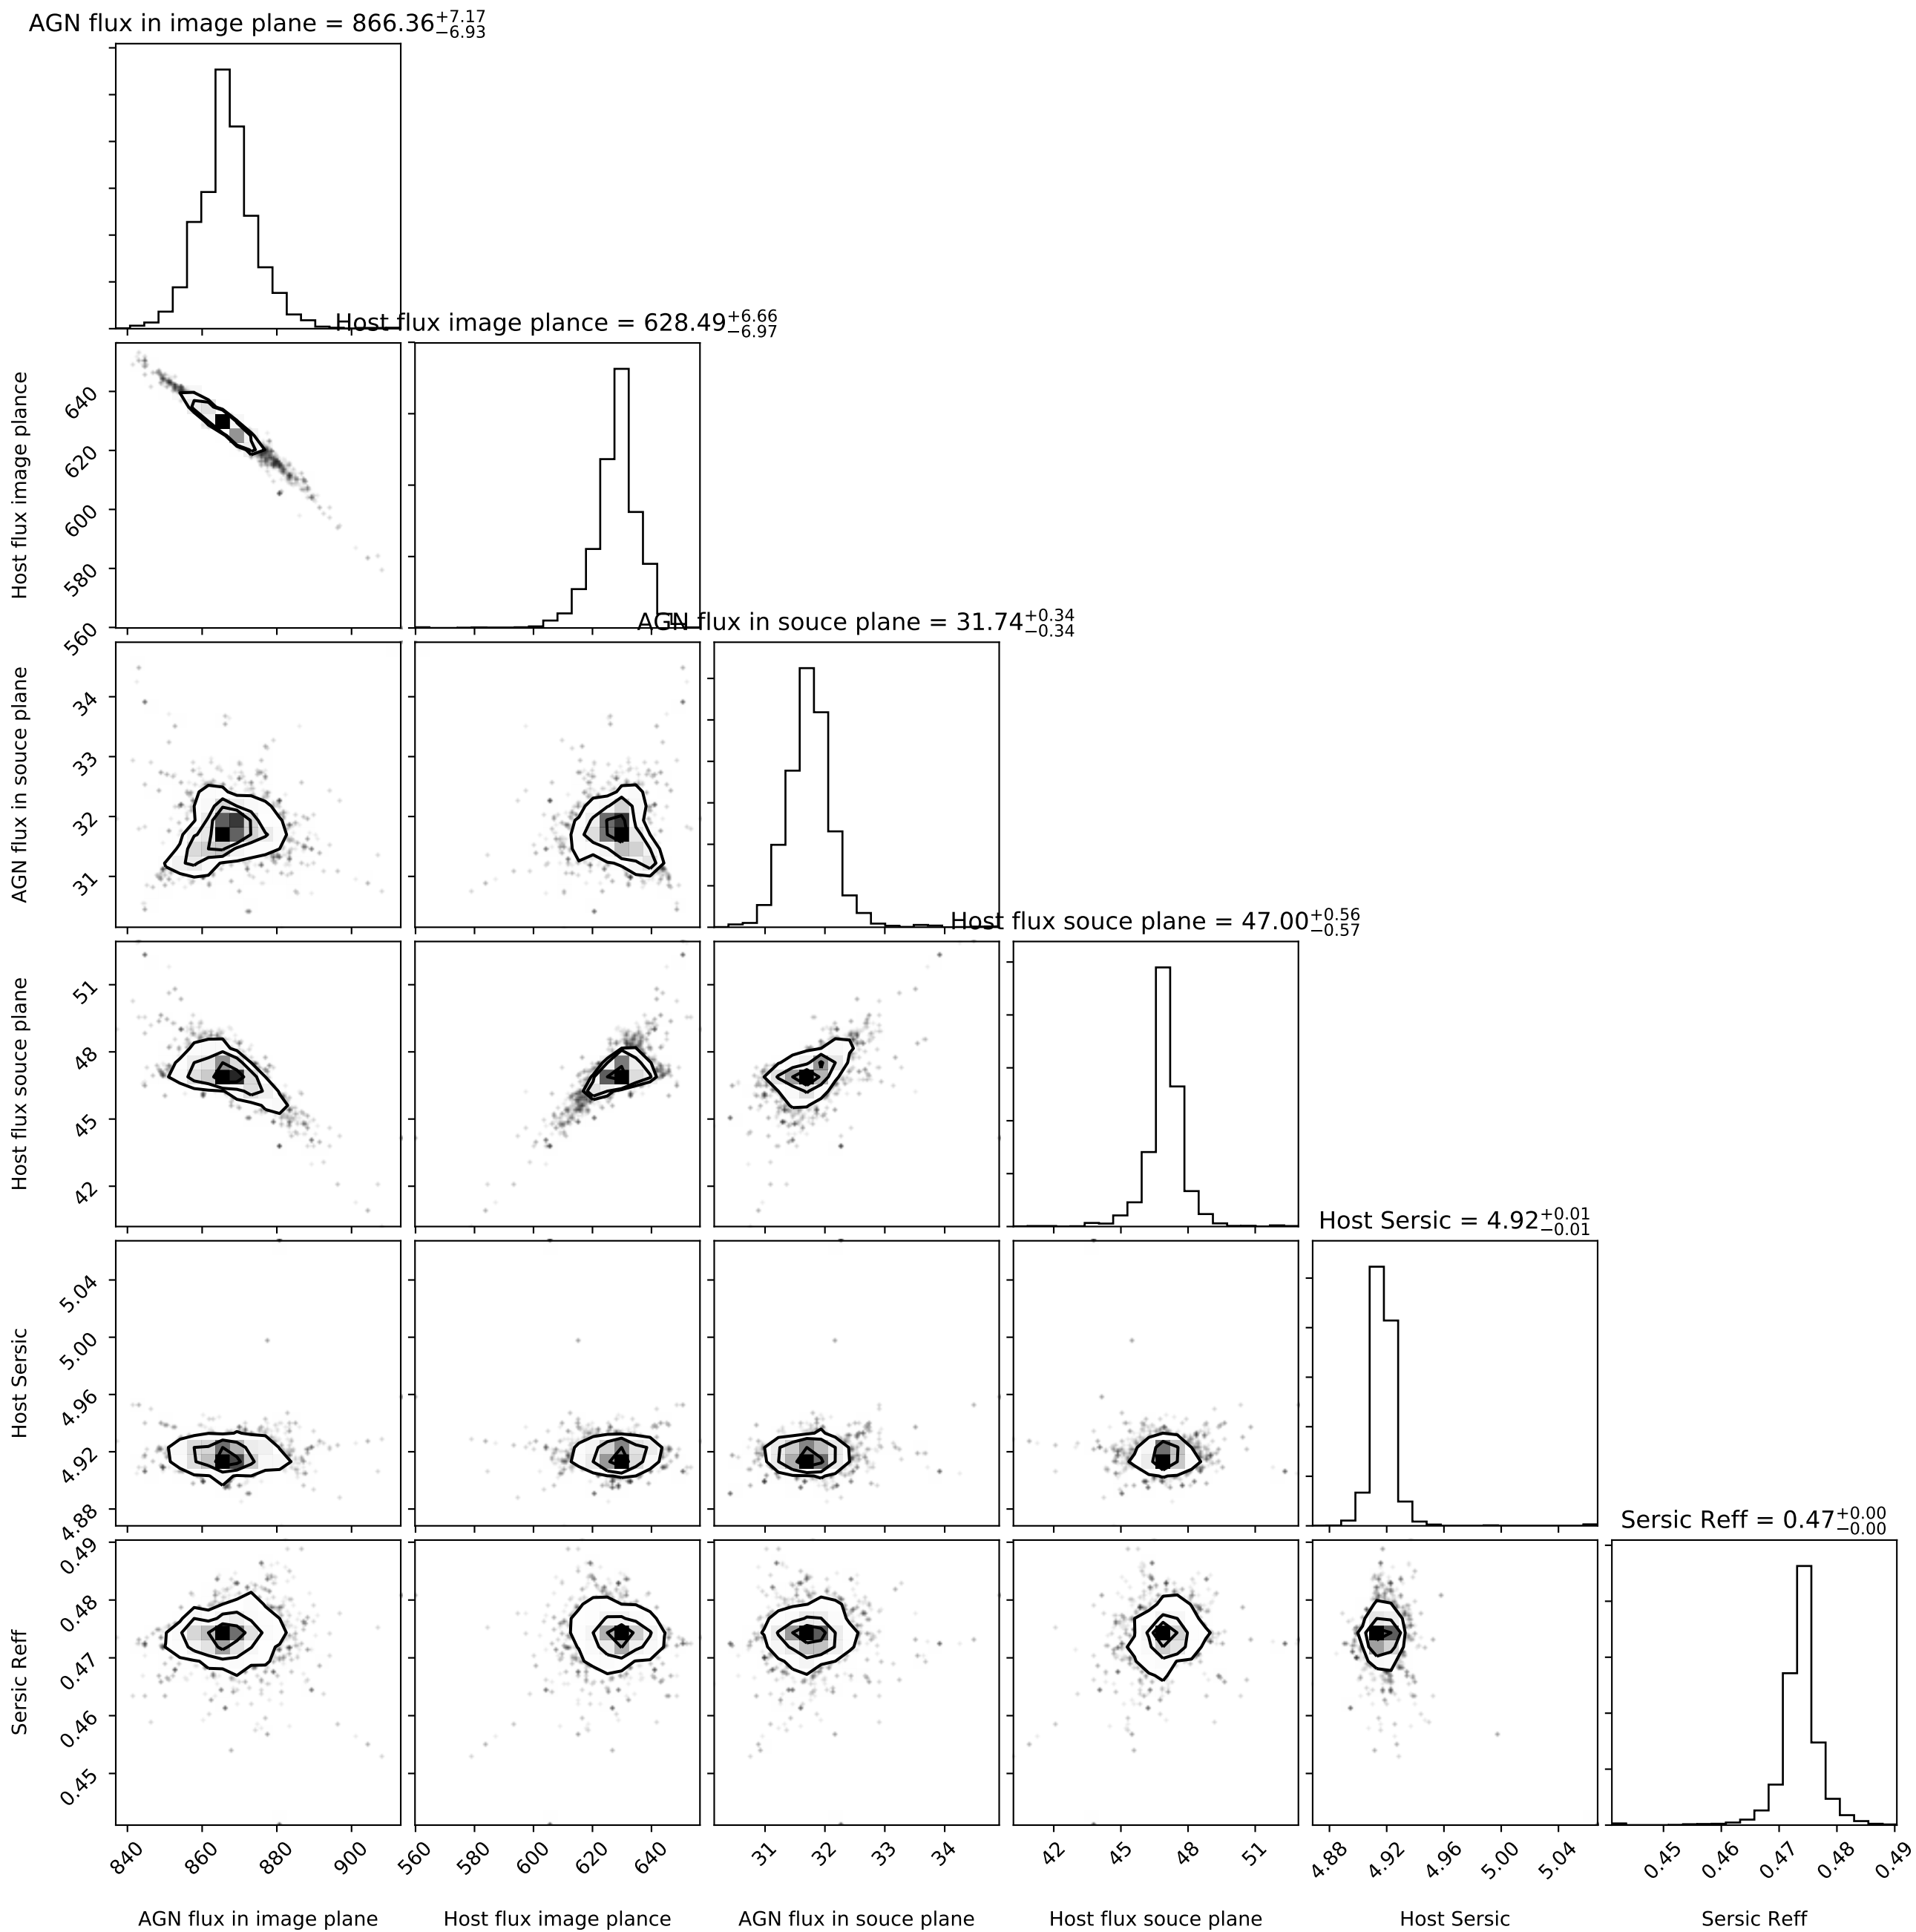 AGN flux in image plane = 866.36+7.17−6.93
Host flux image plance = 628.49+6.66−6.97
Host flux image plance
640
620
600
580
560
AGN flux in souce plane = 31.74+0.34−0.34
AGN flux in souce plane
34
33
32
31
Host flux souce plane = 47.00+0.56−0.57
Host flux souce plane
51
48
45
42
Host Sersic = 4.92+0.01−0.01
Host Sersic
5.04
5.00
4.96
4.92
4.88
Sersic Reff = 0.47+0.00−0.00
Sersic Reff
0.49
0.48
0.47
0.46
0.45
840 860 880 900 560 580 600 620 640 31 32 33 34 42 45 48 51 4.88 4.92 4.96 5.00 5.04 0.45 0.46 0.47 0.48 0.49
AGN flux in image plane Host flux image plance AGN flux in souce plane Host flux souce plane Host Sersic Sersic Reff